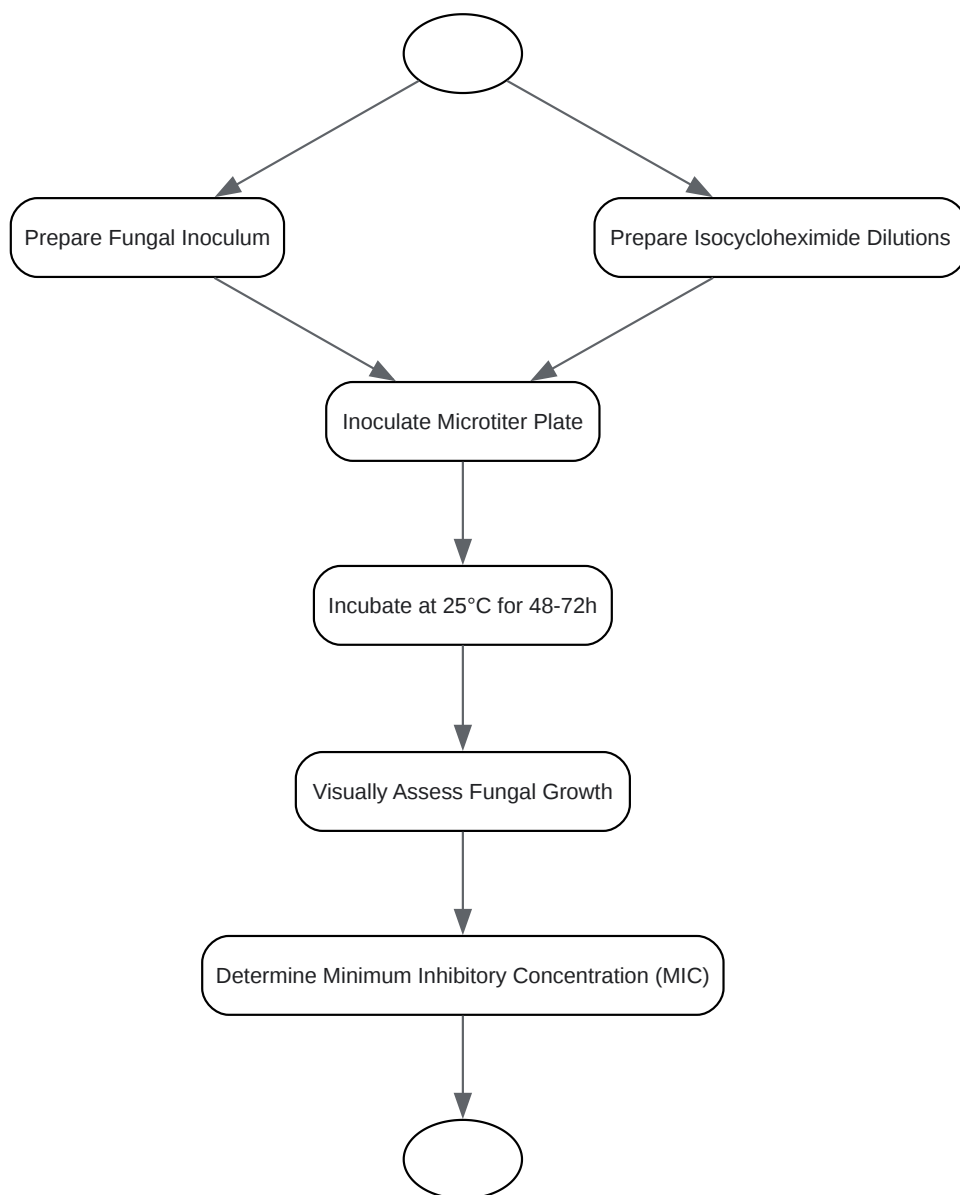 Prepare Fungal Inoculum
Prepare Isocycloheximide Dilutions
Inoculate Microtiter Plate
Incubate at 25°C for 48-72h
Visually Assess Fungal Growth
Determine Minimum Inhibitory Concentration (MIC)